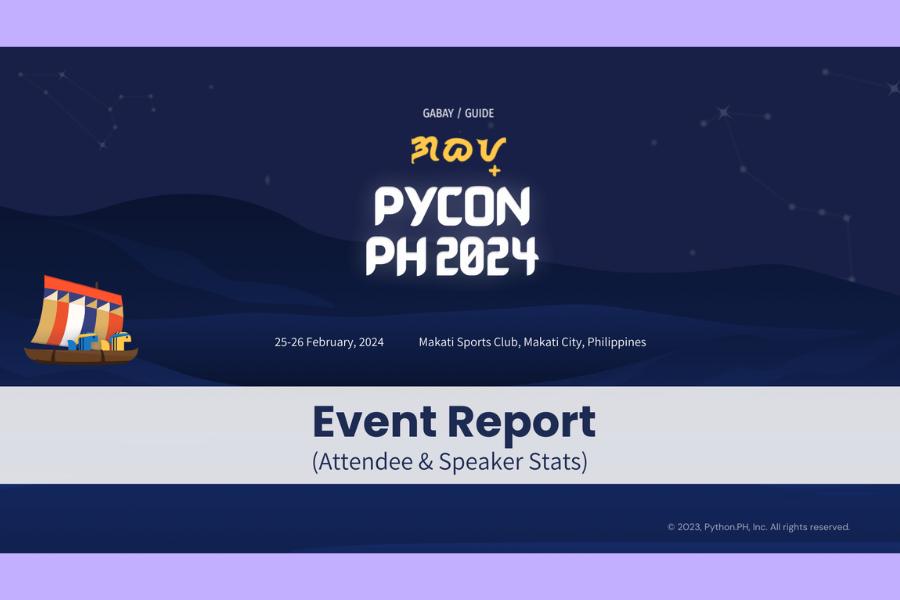 GABAY / GUIDE
ᜄᜊᜌ᜔
PYCON
PH 2024
25-26 February, 2024 Makati Sports Club, Makati City, Philippines
Event Report
(Attendee & Speaker Stats)
© 2023, Python.PH, Inc. All rights reserved.